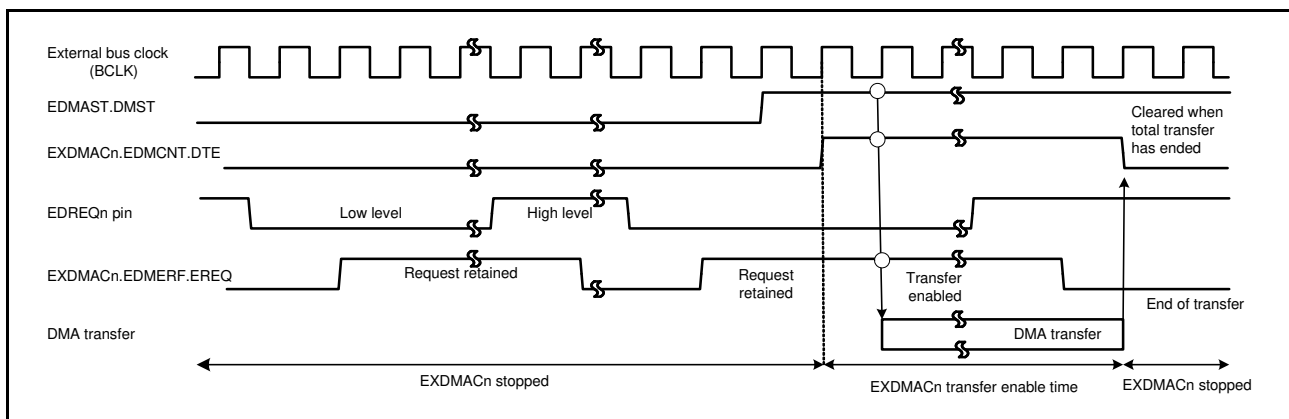 External bus clock
(BCLK)
EDMAST.DMST
Cleared when
total transfer
has ended
EXDMACn.EDMCNT.DTE
EDREQn pin
Low level
High level
EXDMACn.EDMERF.EREQ
Request retained
Request
retained
Transfer
enabled
End of transfer
DMA transfer
DMA transfer
EXDMACn stopped
EXDMACn transfer enable time
EXDMACn stopped